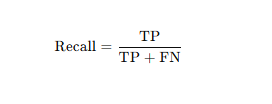 Recall = TP / (TP + FN)